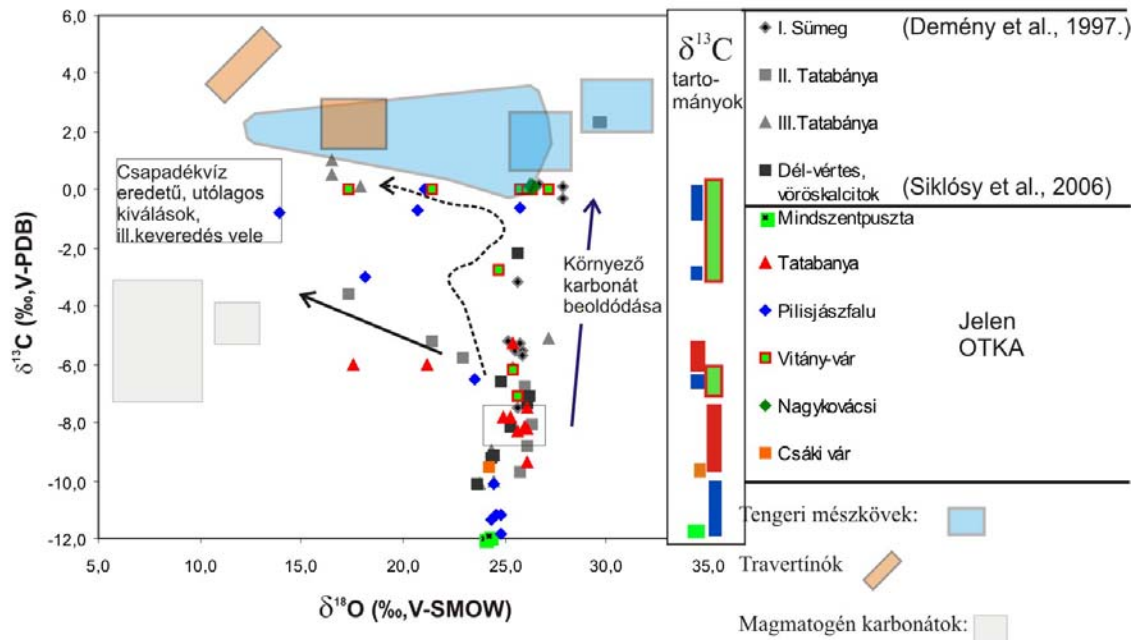 6,0
4,0
2,0
0,0
-2,0
-4,0
-6,0
-8,0
-10,0
-12,0
δ¹³C (‰,V-PDB)
5,0 10,0 15,0 20,0 25,0 30,0 35,0
δ¹⁸O (‰,V-SMOW)
Csapadékvíz
eredetű, utólagos
kiválások,
ill.keveredés vele
Környező
karbonát
beoldódása
δ¹³C
tarto-
mányok
I. Sümeg (Demény et al., 1997.)
II. Tatabánya
III.Tatabánya
Dél-vértes,
vöröskalcitok (Siklósy et al., 2006)
Mindszentpuszta
Tatabanya
Pilisjászfalu
Vitány-vár
Nagykovácsi
Csáki vár
Jelen
OTKA
Tengeri mészkövek:
Travertínók
Magmatogén karbonátok: